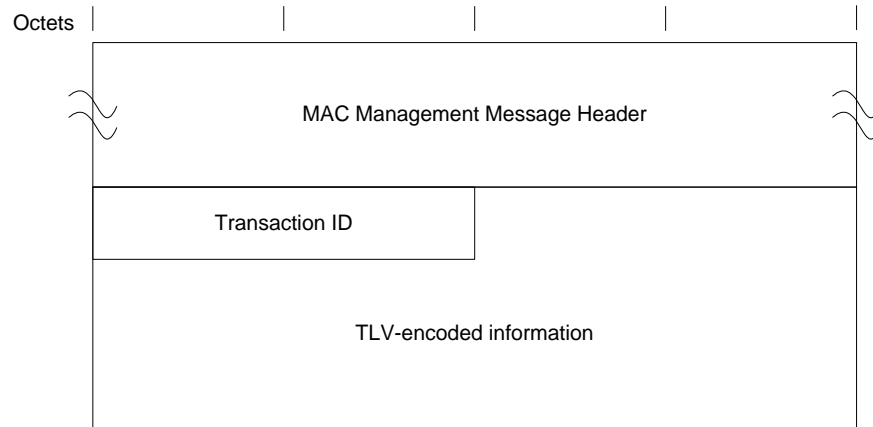 Octets
MAC Management Message Header
Transaction ID
TLV-encoded information